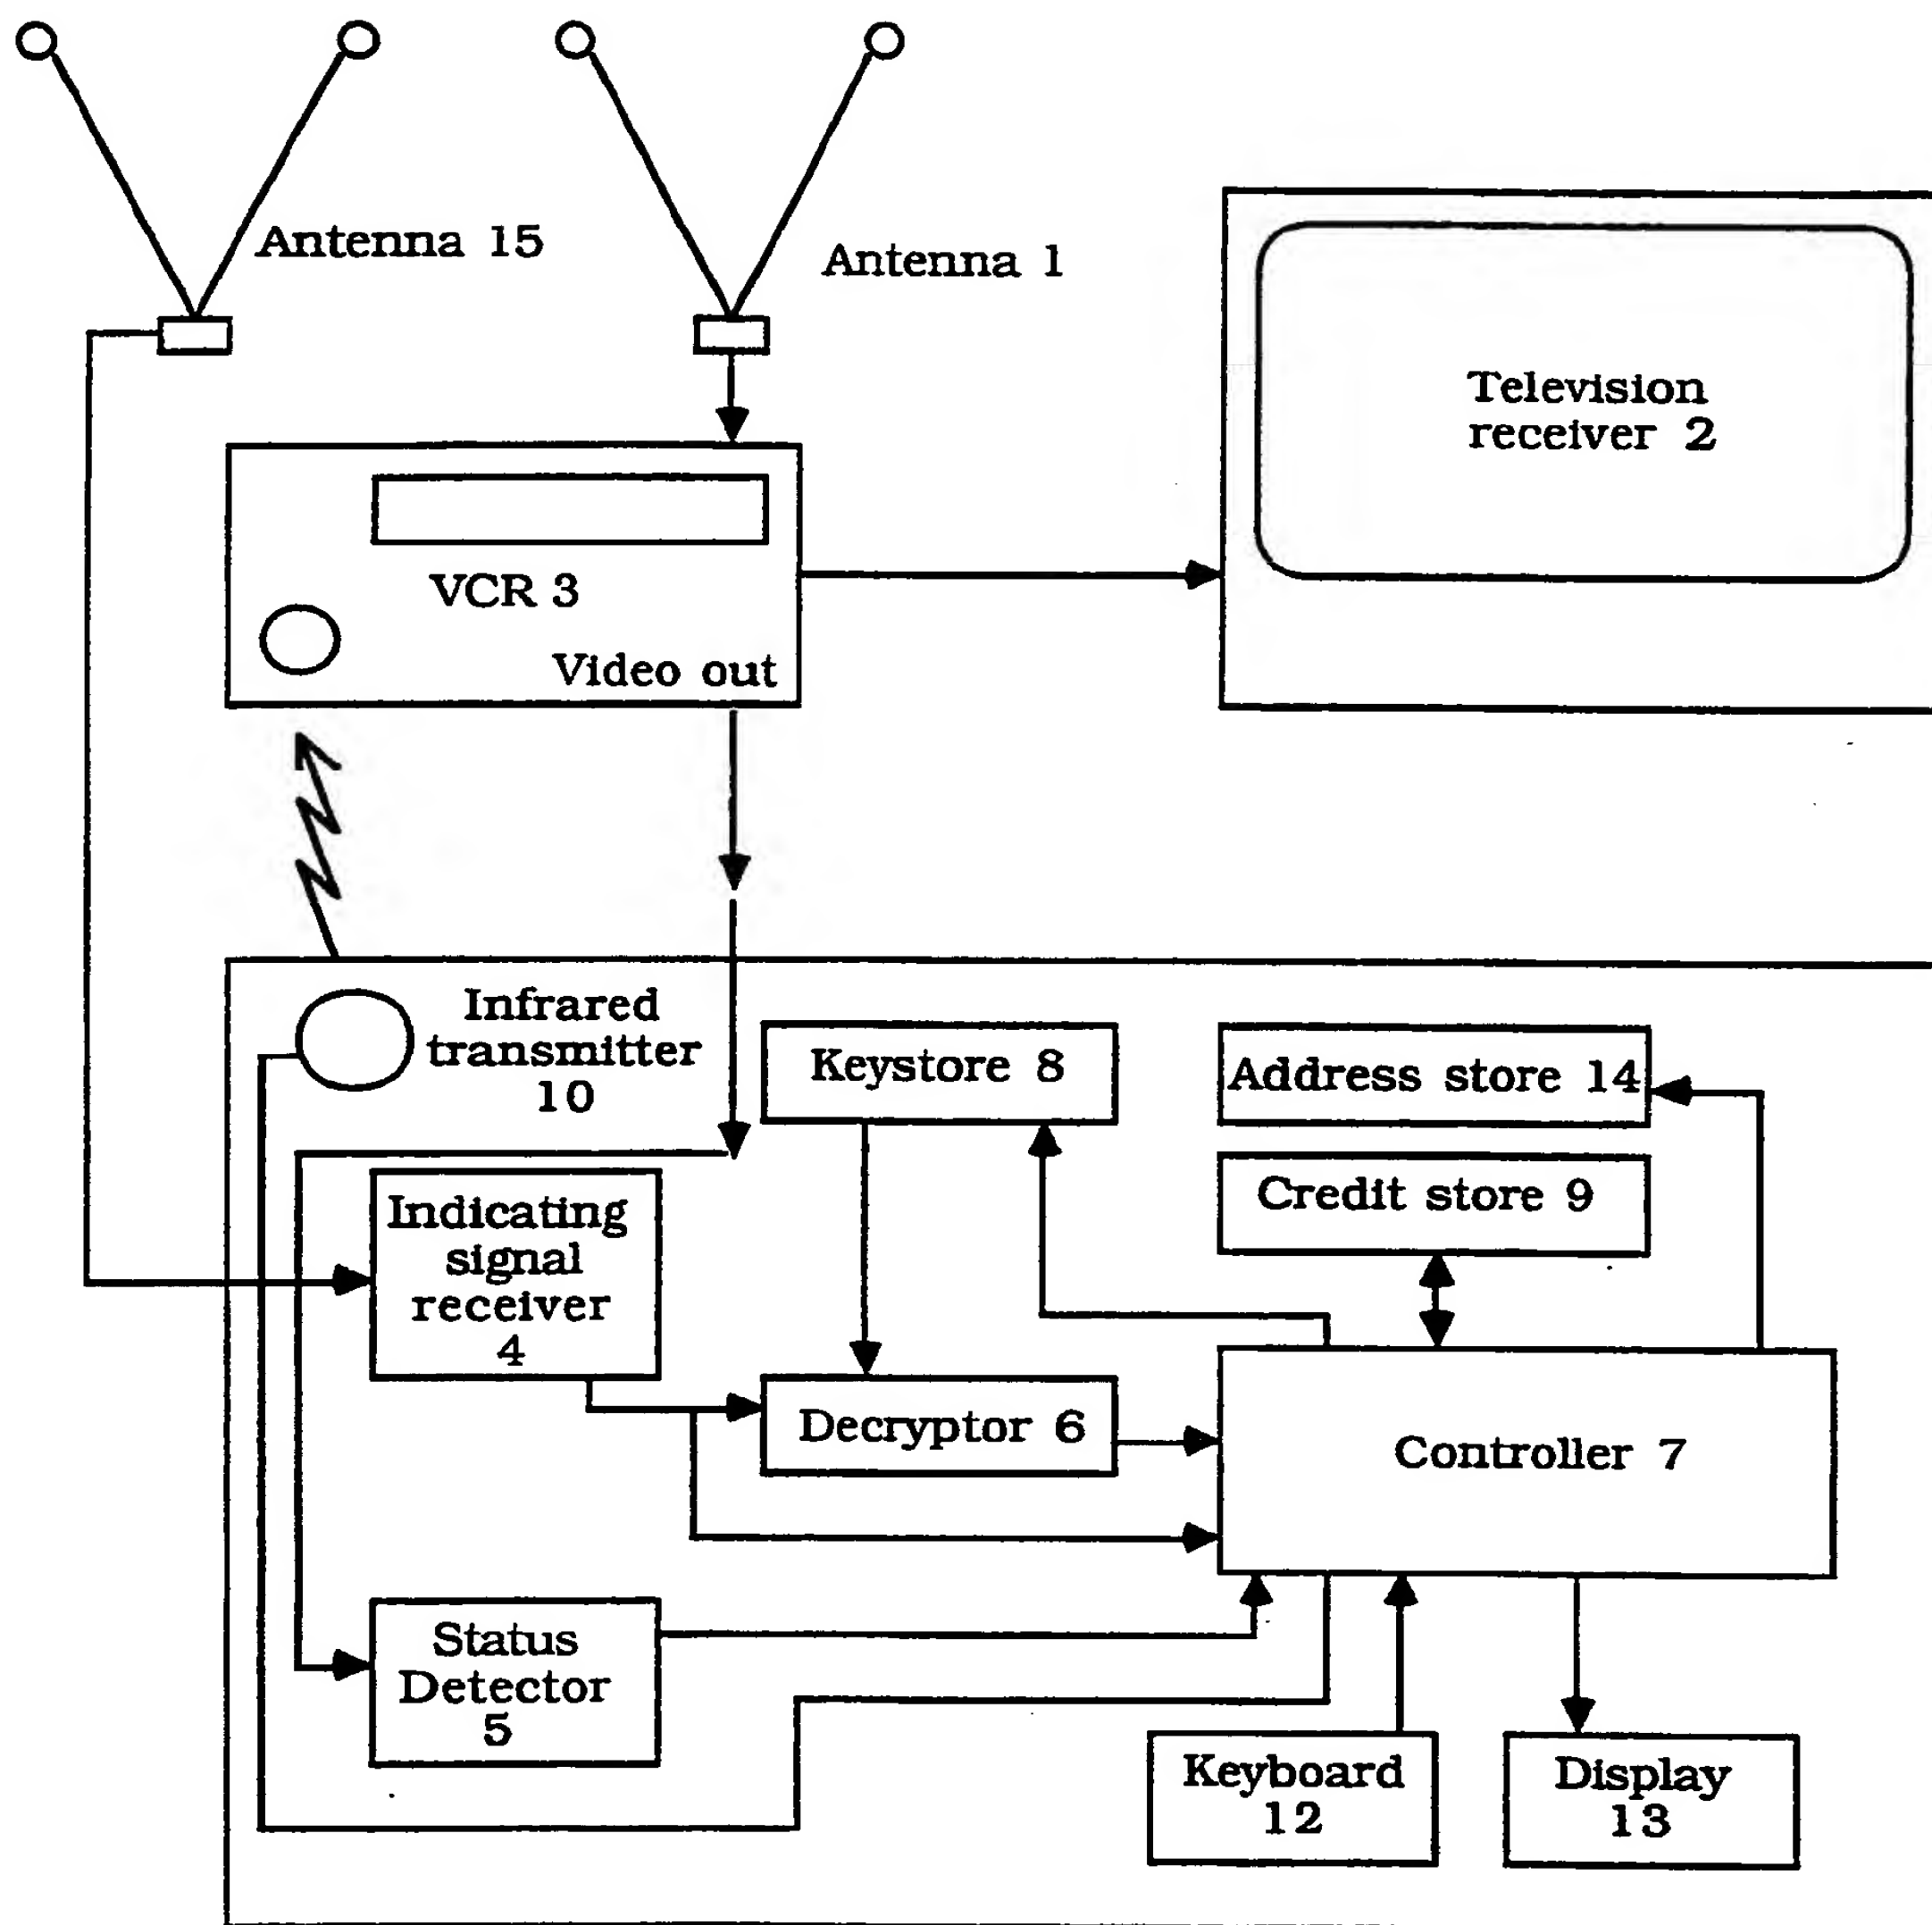 Antenna 15
Antenna 1
Television
receiver 2
VCR 3
Video out
Infrared
transmitter
10
Keystore 8
Address store 14
Credit store 9
Indicating
signal
receiver
4
Decryptor 6
Controller 7
Status
Detector
5
Keyboard
12
Display
13